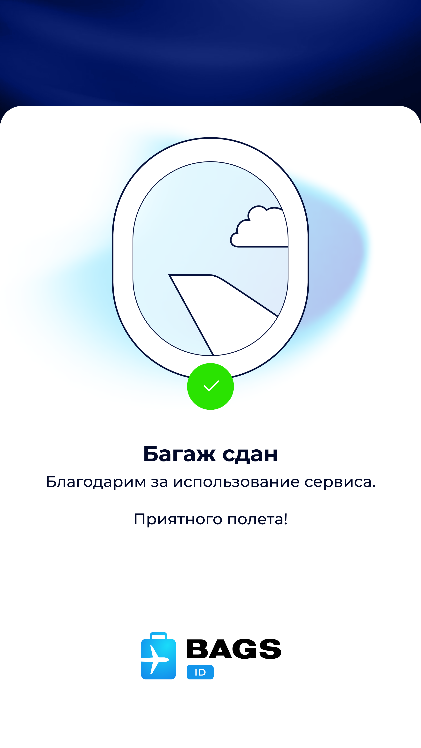 Багаж сдан
Благодарим за использование сервиса.
Приятного полета!
BAGS
ID